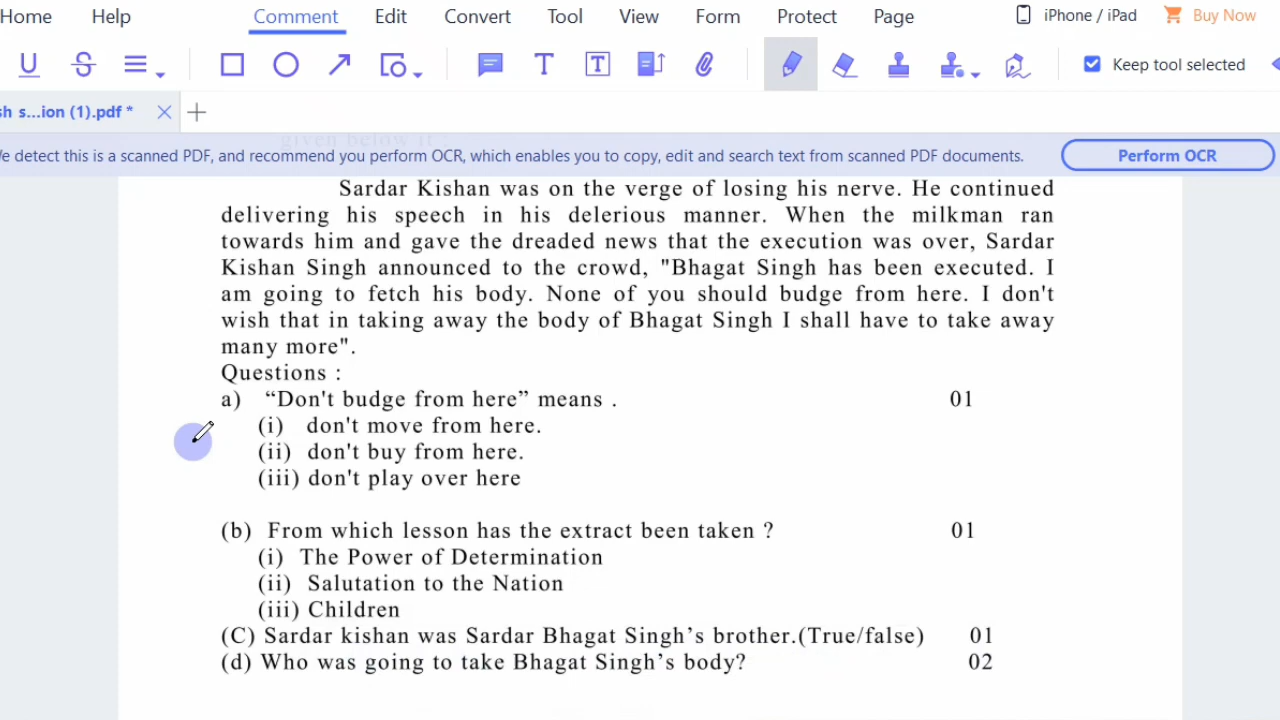 Home Help Comment Edit Convert Tool View Form Protect Page iPhone / iPad Buy Now
Keep tool selected
sh s...ion (1).pdf *
given below it
We detect this is a scanned PDF, and recommend you perform OCR, which enables you to copy, edit and search text from scanned PDF documents. Perform OCR
Sardar Kishan was on the verge of losing his nerve. He continued
delivering his speech in his delerious manner. When the milkman ran
towards him and gave the dreaded news that the execution was over, Sardar
Kishan Singh announced to the crowd, "Bhagat Singh has been executed. I
am going to fetch his body. None of you should budge from here. I don't
wish that in taking away the body of Bhagat Singh I shall have to take away
many more".
Questions :
a) “Don't budge from here” means . 01
(i) don't move from here.
(ii) don't buy from here.
(iii) don't play over here
(b) From which lesson has the extract been taken ? 01
(i) The Power of Determination
(ii) Salutation to the Nation
(iii) Children
(C) Sardar kishan was Sardar Bhagat Singh’s brother.(True/false) 01
(d) Who was going to take Bhagat Singh’s body? 02